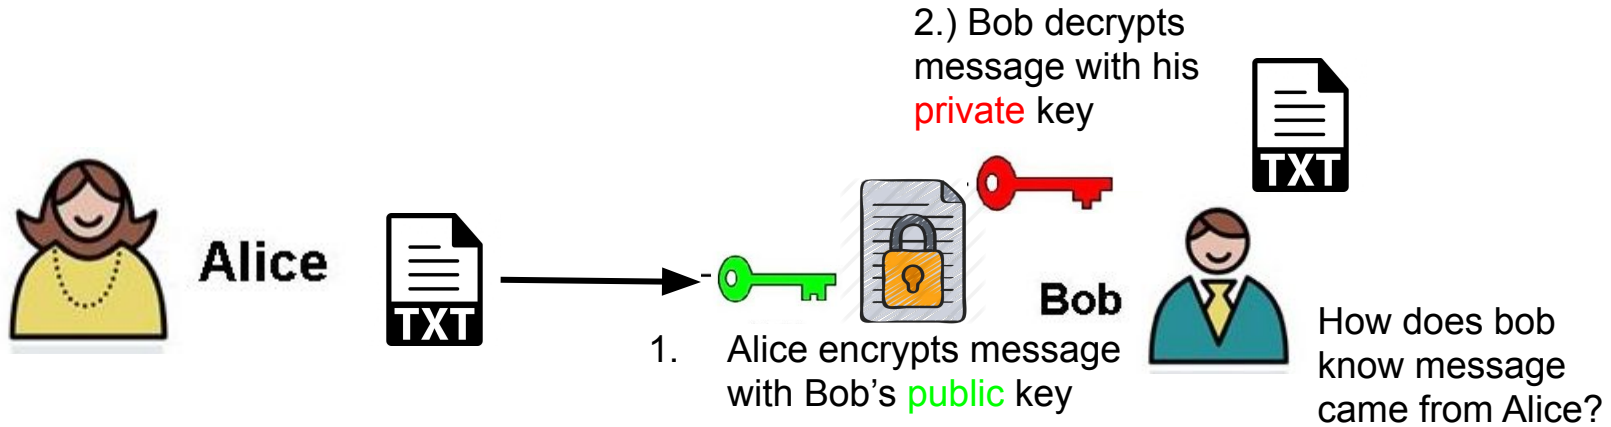 2.) Bob decrypts
message with his
private key
TXT
Alice
TXT
Bob
1. Alice encrypts message
with Bob's public key
How does bob
know message
came from Alice?